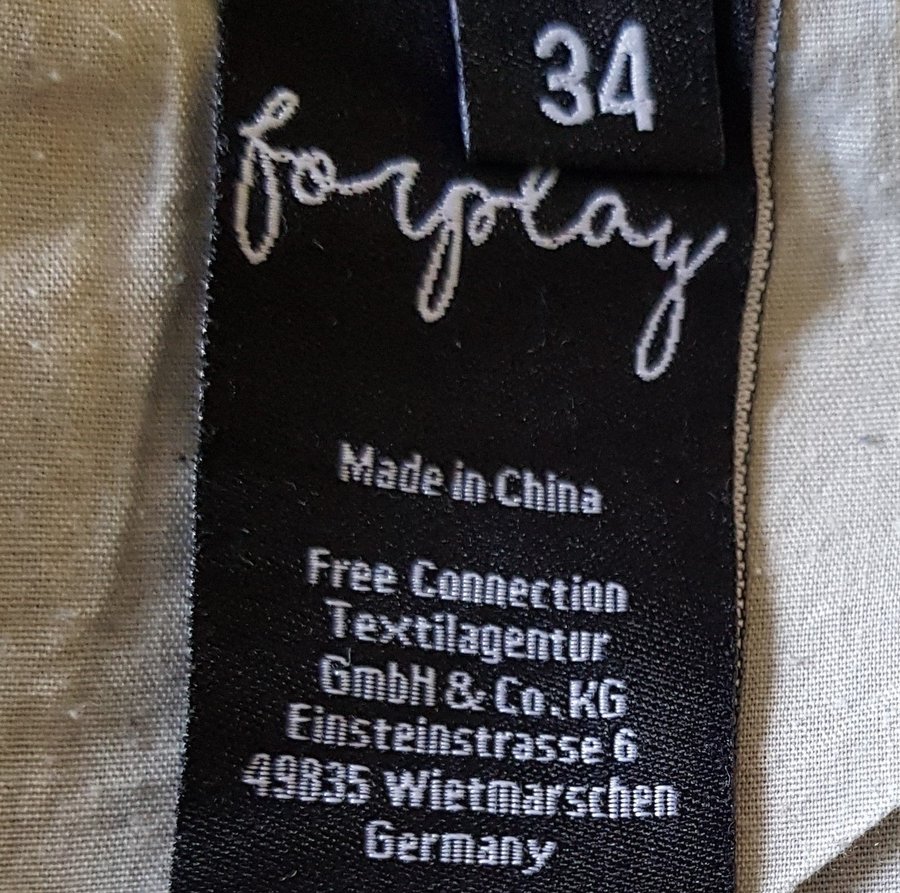 34
forplay
Made in China
Free Connection
Textilagentur
GmbH & Co. KG
Einsteinstrasse 6
49835 Wietmarschen
Germany